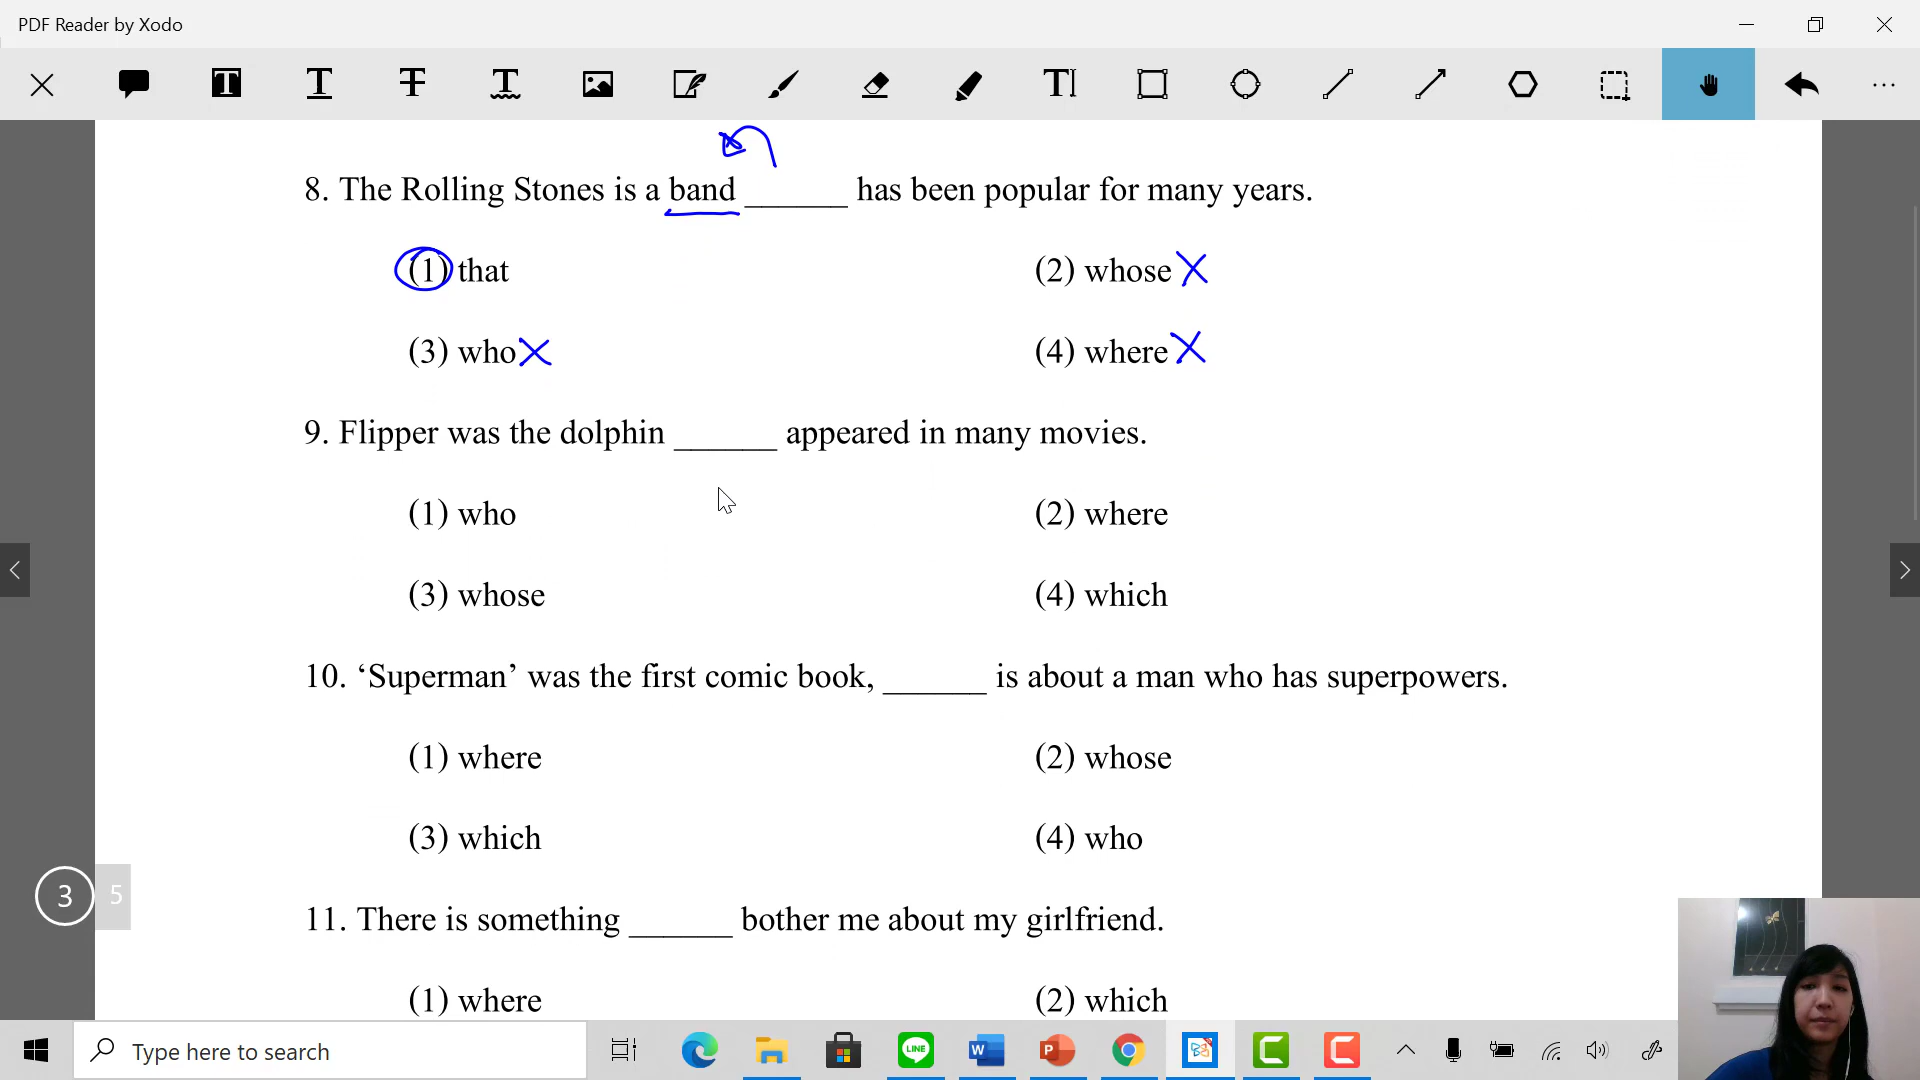 PDF Reader by Xodo
8. The Rolling Stones is a band ______ has been popular for many years.
(1) that (2) whose
(3) who (4) where
9. Flipper was the dolphin ______ appeared in many movies.
(1) who (2) where
(3) whose (4) which
10. ‘Superman’ was the first comic book, ______ is about a man who has superpowers.
(1) where (2) whose
(3) which (4) who
3 5
11. There is something ______ bother me about my girlfriend.
(1) where (2) which
Type here to search